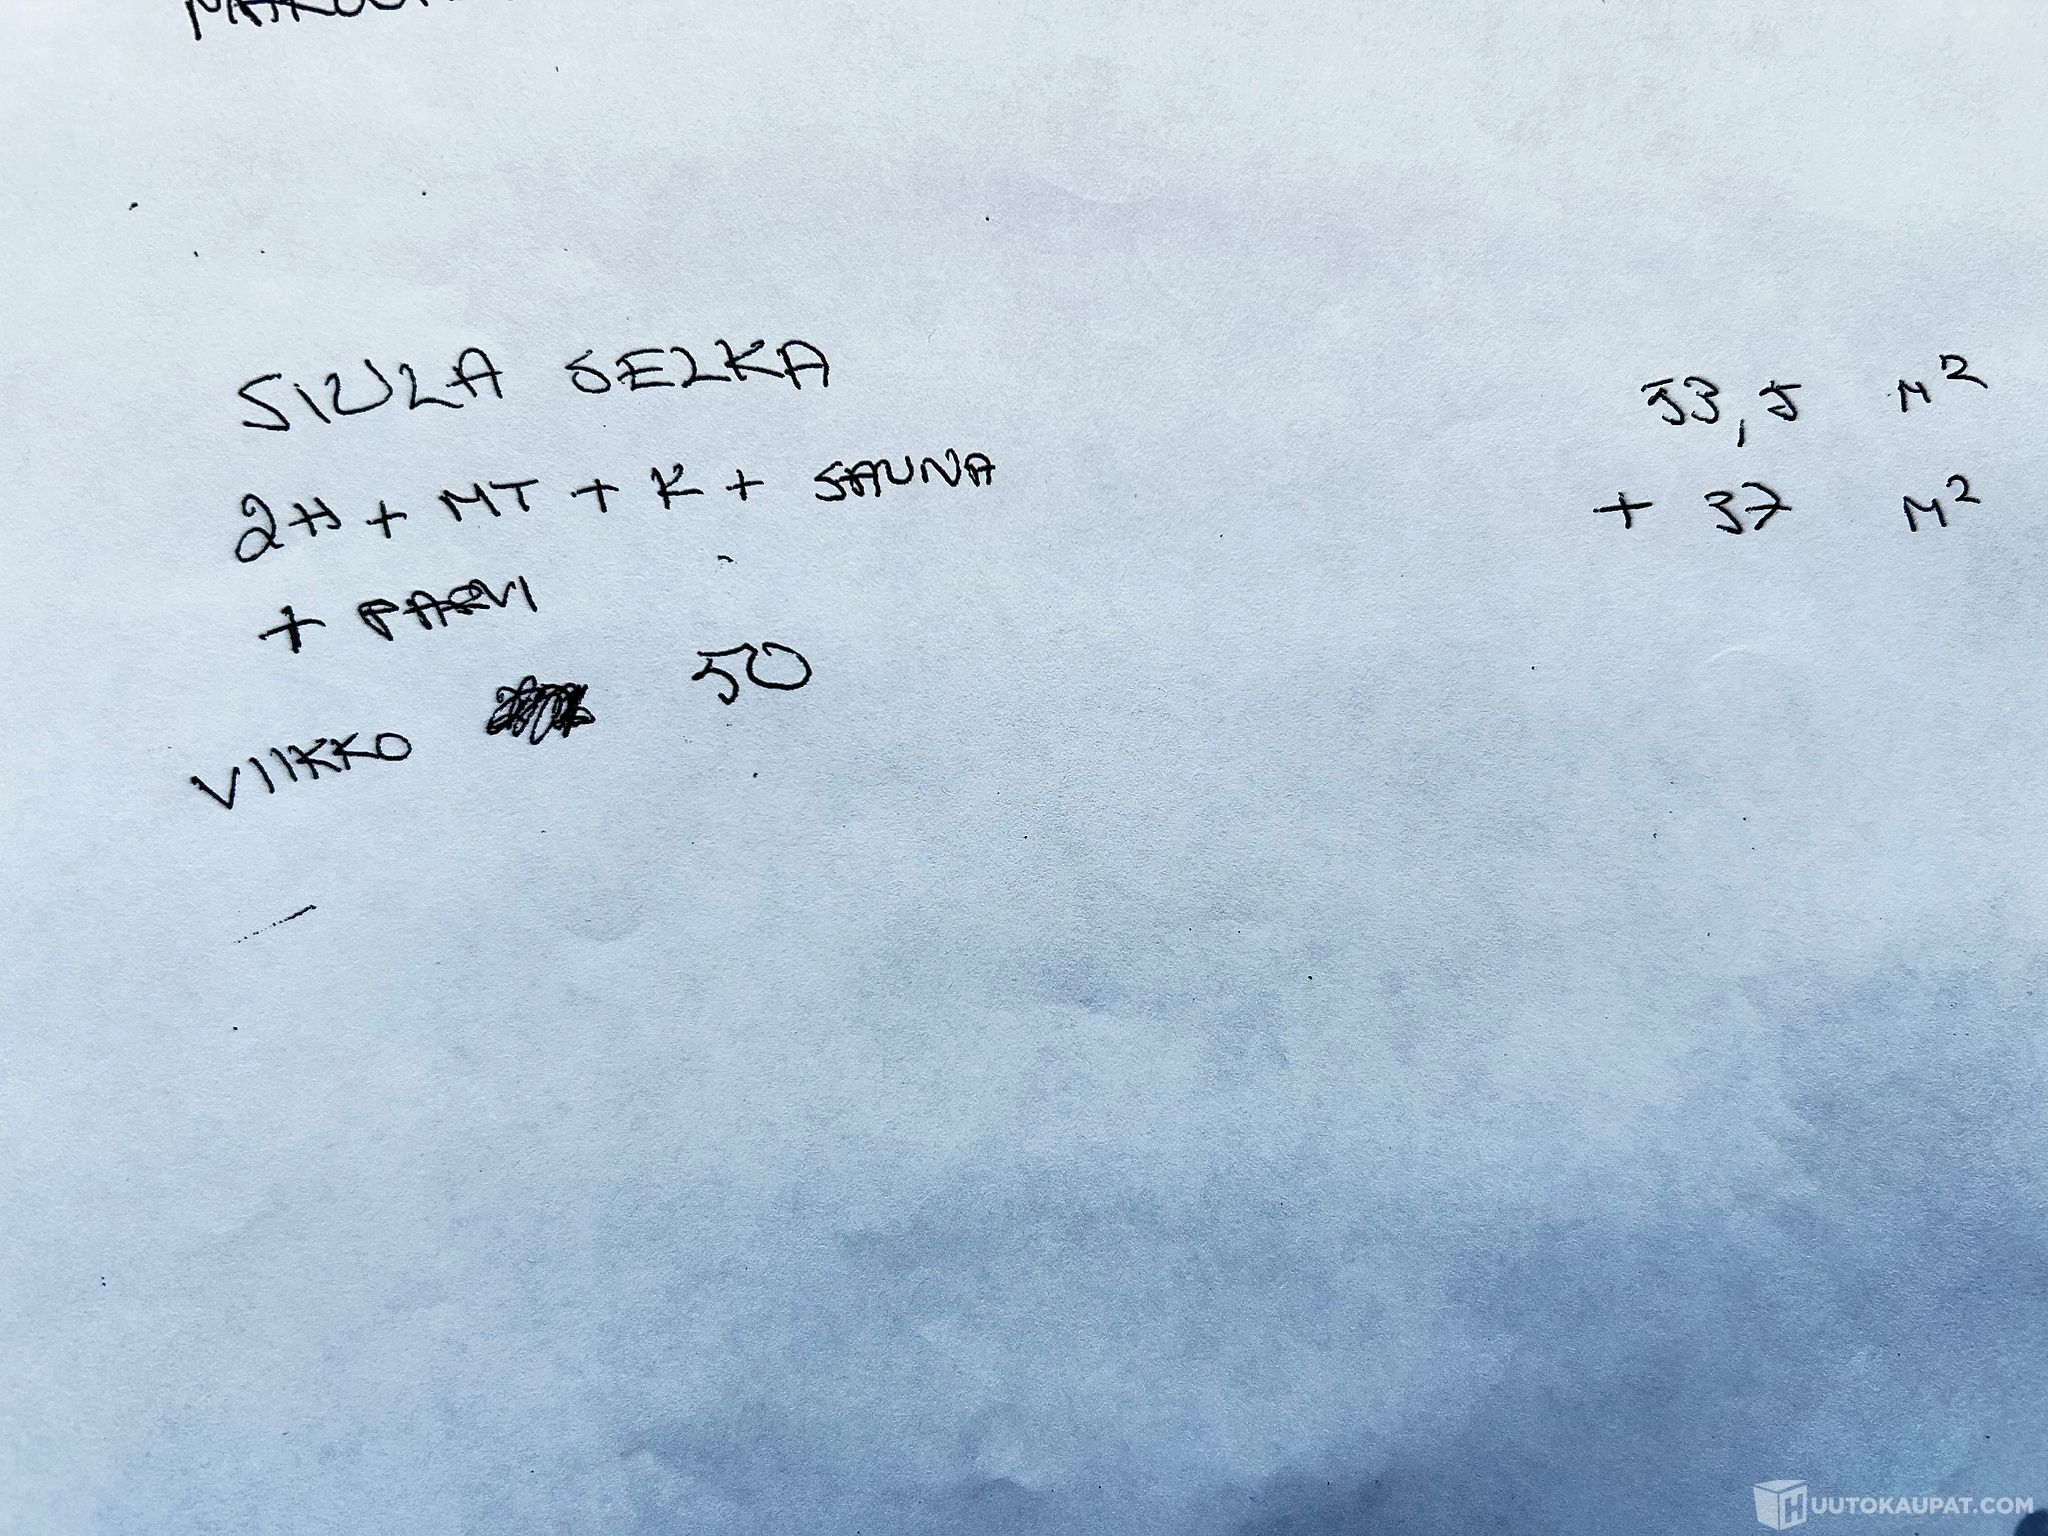 SIULA SELKA 53,5 M²
2H + MT + K + SAUNA + 37 M²
+ PARVI
VIIKKO 50
HUUTOKAUPAT.COM